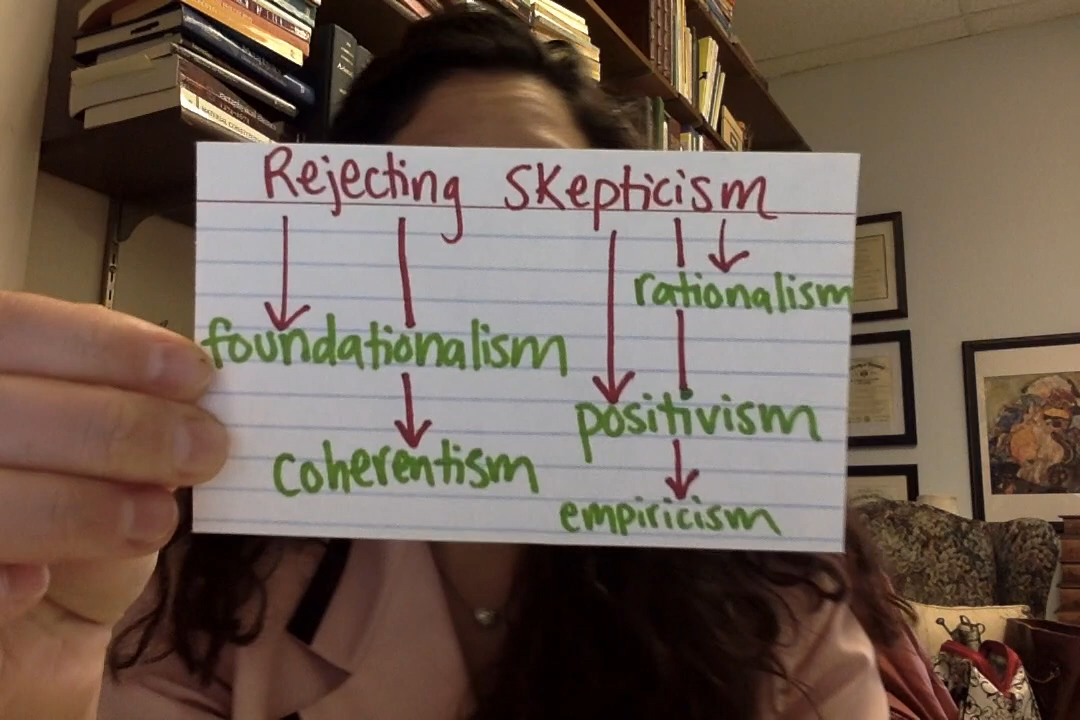 Rejecting Skepticism
rationalism
foundationalism
positivism
coherentism
empiricism